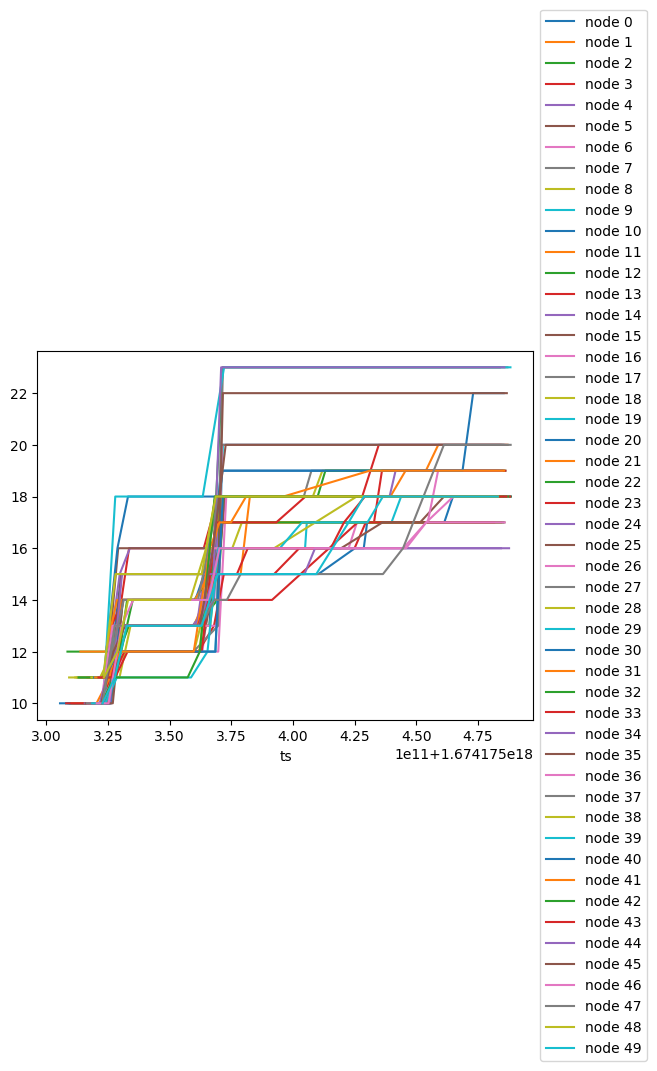 22
20
18
16
14
12
10
3.00 3.25 3.50 3.75 4.00 4.25 4.50 4.75
1e11+1.674175e18
ts
node 0
node 1
node 2
node 3
node 4
node 5
node 6
node 7
node 8
node 9
node 10
node 11
node 12
node 13
node 14
node 15
node 16
node 17
node 18
node 19
node 20
node 21
node 22
node 23
node 24
node 25
node 26
node 27
node 28
node 29
node 30
node 31
node 32
node 33
node 34
node 35
node 36
node 37
node 38
node 39
node 40
node 41
node 42
node 43
node 44
node 45
node 46
node 47
node 48
node 49